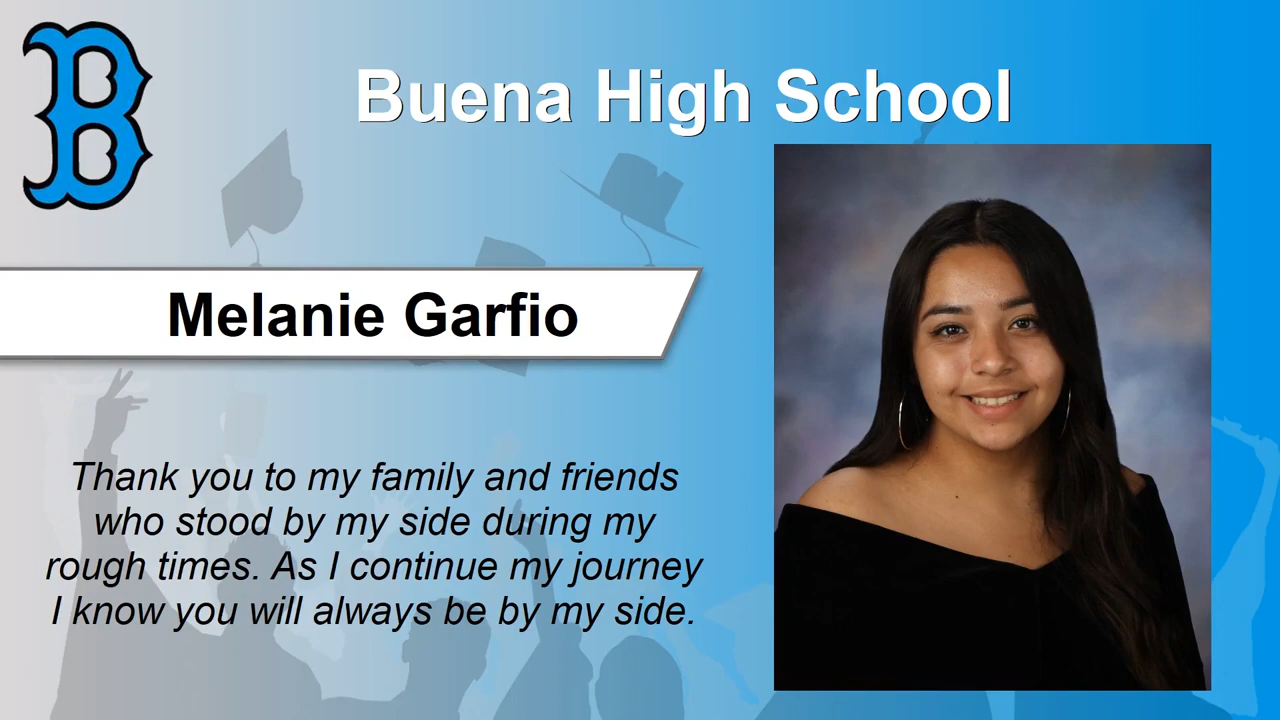 B
Buena High School
Melanie Garfio
Thank you to my family and friends
who stood by my side during my
rough times. As I continue my journey
I know you will always be by my side.